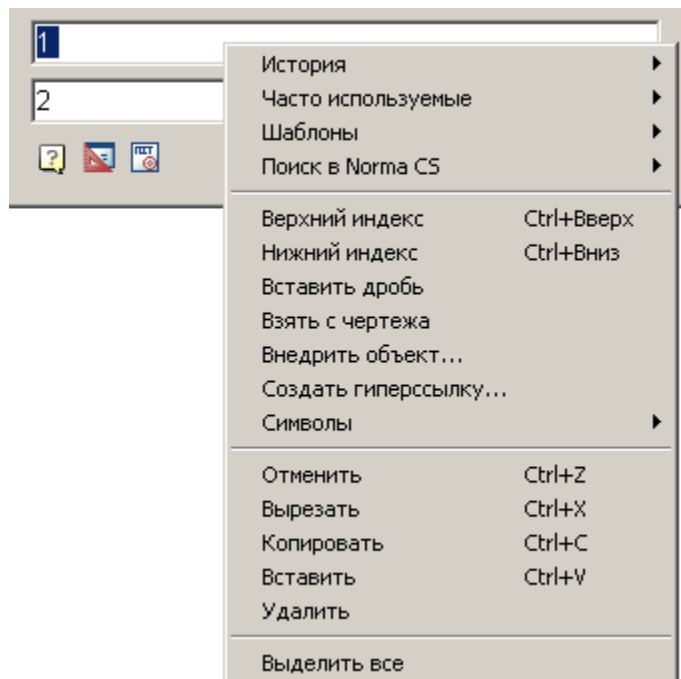 1
2
История
Часто используемые
Шаблоны
Поиск в Norma CS
Верхний индекс Ctrl+Вверх
Нижний индекс Ctrl+Вниз
Вставить дробь
Взять с чертежа
Внедрить объект...
Создать гиперссылку...
Символы
Отменить Ctrl+Z
Вырезать Ctrl+X
Копировать Ctrl+C
Вставить Ctrl+V
Удалить
Выделить все